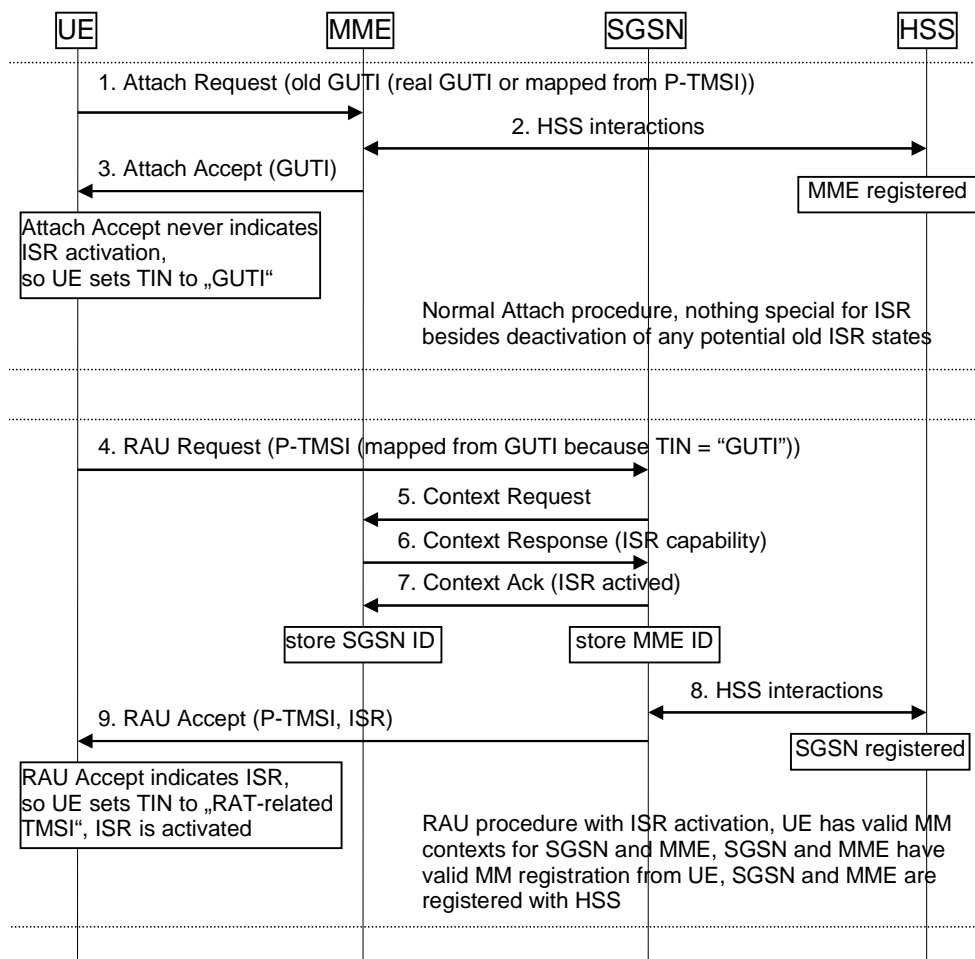 UE MME SGSN HSS
1. Attach Request (old GUTI (real GUTI or mapped from P-TMSI))
2. HSS interactions
3. Attach Accept (GUTI)
MME registered
Attach Accept never indicates
ISR activation,
so UE sets TIN to „GUTI“
Normal Attach procedure, nothing special for ISR
besides deactivation of any potential old ISR states
4. RAU Request (P-TMSI (mapped from GUTI because TIN = “GUTI”))
5. Context Request
6. Context Response (ISR capability)
7. Context Ack (ISR actived)
store SGSN ID
store MME ID
8. HSS interactions
9. RAU Accept (P-TMSI, ISR)
SGSN registered
RAU Accept indicates ISR,
so UE sets TIN to „RAT-related
TMSI“, ISR is activated
RAU procedure with ISR activation, UE has valid MM
contexts for SGSN and MME, SGSN and MME have
valid MM registration from UE, SGSN and MME are
registered with HSS